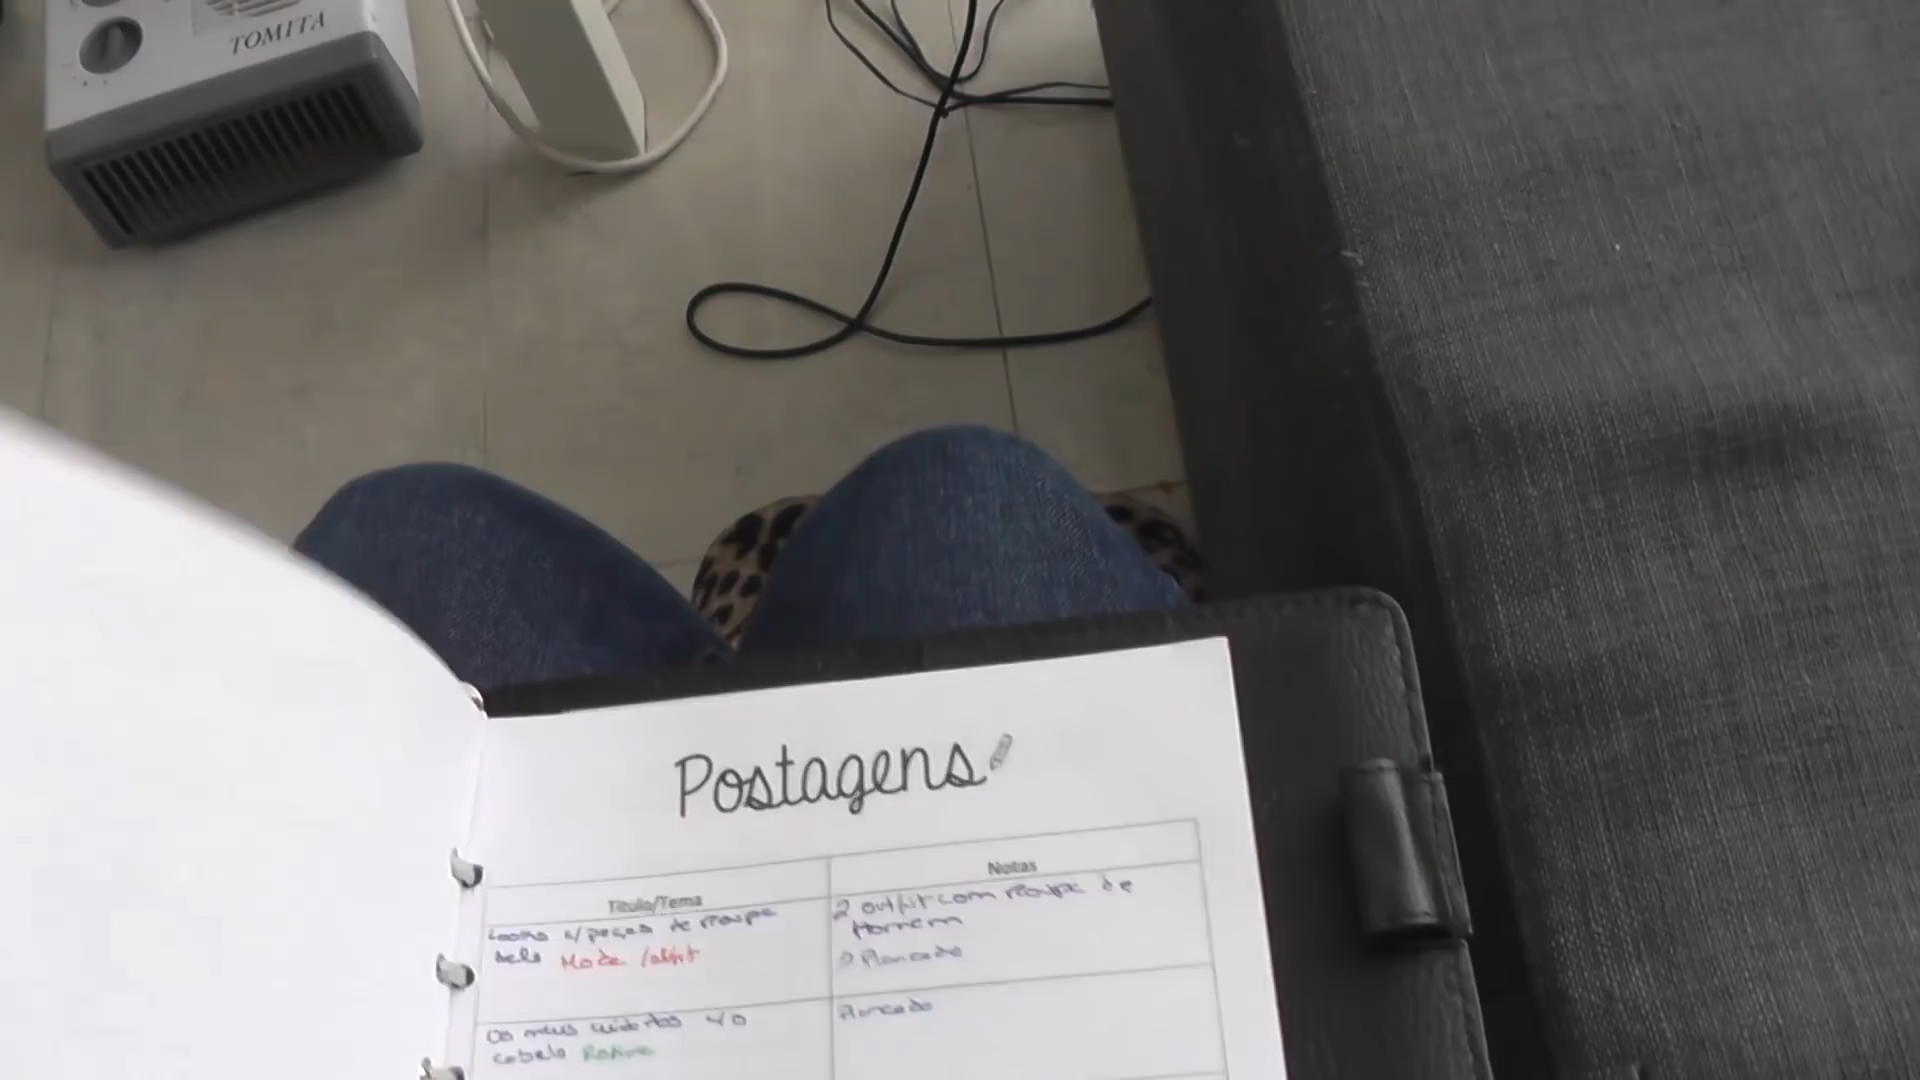 TOMITA
Postagens
Título/Tema
Notas
Looks c/ peças de roupa
dele Moda /outfit
2 outfit com roupa de
Homem
Planeado
Os meus cuidados c/ o
cabelo Rotina
Planeado